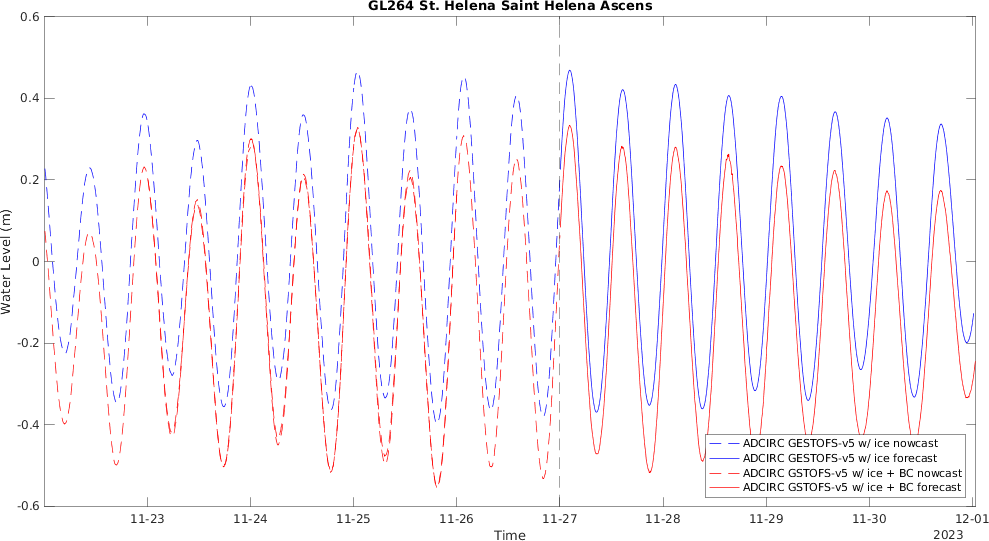 GL264 St. Helena Saint Helena Ascens
0.6
0.4
0.2
0
-0.2
-0.4
-0.6
Water Level (m)
11-23 11-24 11-25 11-26 11-27 11-28 11-29 11-30 12-01
Time
2023
ADCIRC GESTOFS-v5 w/ ice nowcast
ADCIRC GESTOFS-v5 w/ ice forecast
ADCIRC GSTOFS-v5 w/ ice + BC nowcast
ADCIRC GSTOFS-v5 w/ ice + BC forecast